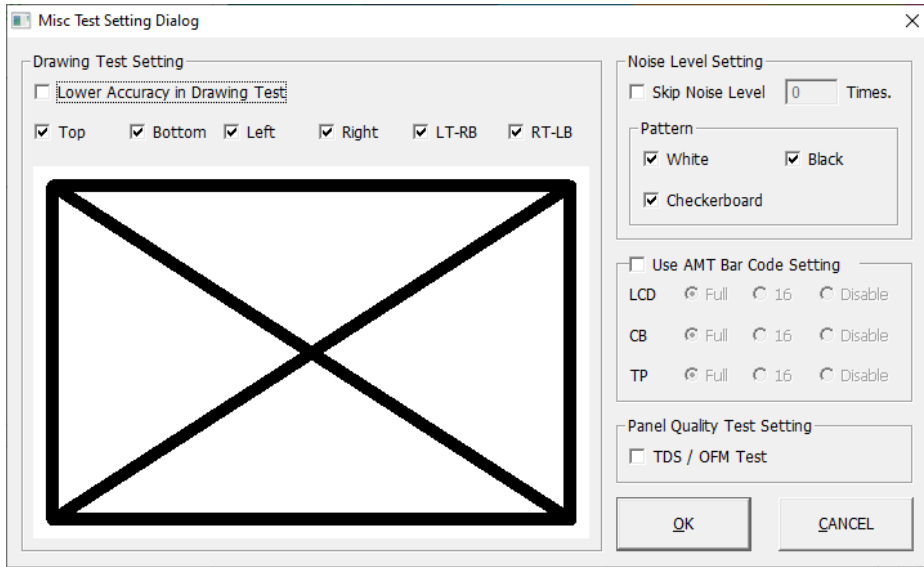 Misc Test Setting Dialog
Drawing Test Setting
Lower Accuracy in Drawing Test
Top Bottom Left Right LT-RB RT-LB
Noise Level Setting
Skip Noise Level 0 Times.
Pattern
White Black
Checkerboard
Use AMT Bar Code Setting
LCD Full 16 Disable
CB Full 16 Disable
TP Full 16 Disable
Panel Quality Test Setting
TDS / OFM Test
OK CANCEL